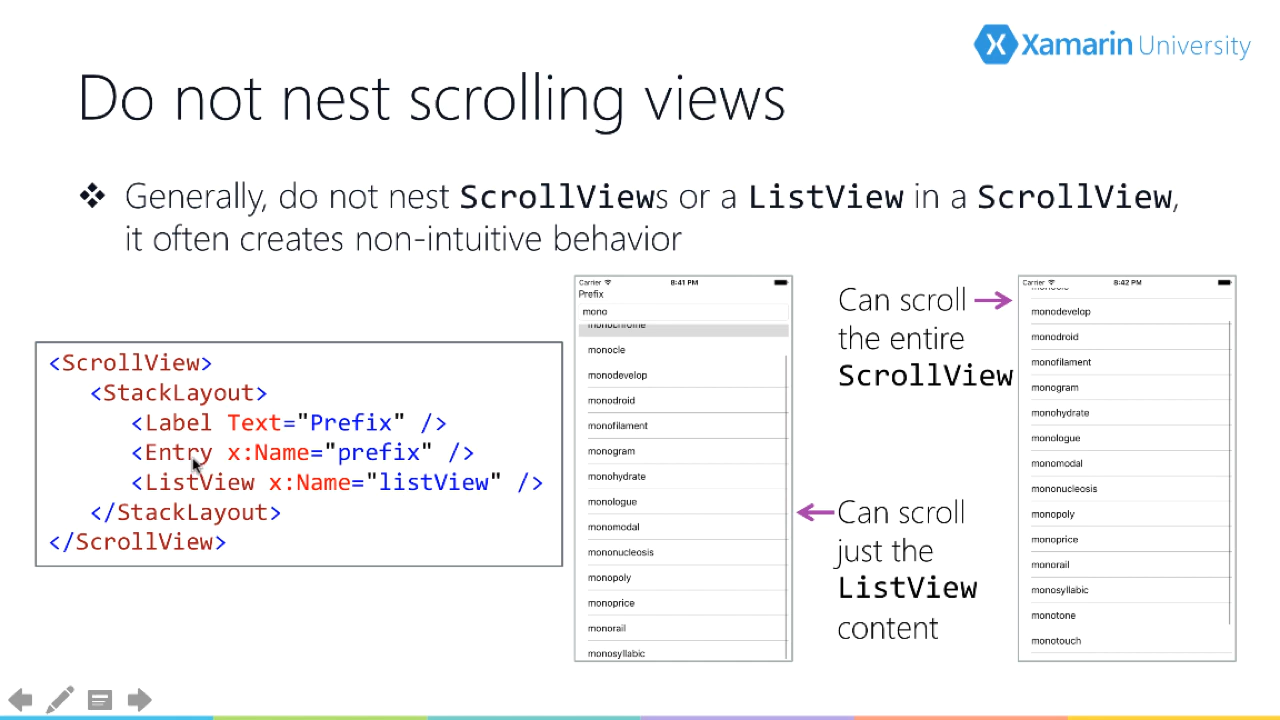 Xamarin University
Do not nest scrolling views
❖ Generally, do not nest ScrollViews or a ListView in a ScrollView,
it often creates non-intuitive behavior
<ScrollView>
<StackLayout>
<Label Text="Prefix" />
<Entry x:Name="prefix" />
<ListView x:Name="listView" />
</StackLayout>
</ScrollView>
Carrier 8:41 PM
Prefix
mono
monochrome
monocle
monodevelop
monodroid
monofilament
monogram
monohydrate
monologue
monomodal
mononucleosis
monopoly
monoprice
monorail
monosyllabic
Can scroll
the entire
ScrollView
Can scroll
just the
ListView
content
Carrier 8:42 PM
monocle
monodevelop
monodroid
monofilament
monogram
monohydrate
monologue
monomodal
mononucleosis
monopoly
monoprice
monorail
monosyllabic
monotone
monotouch